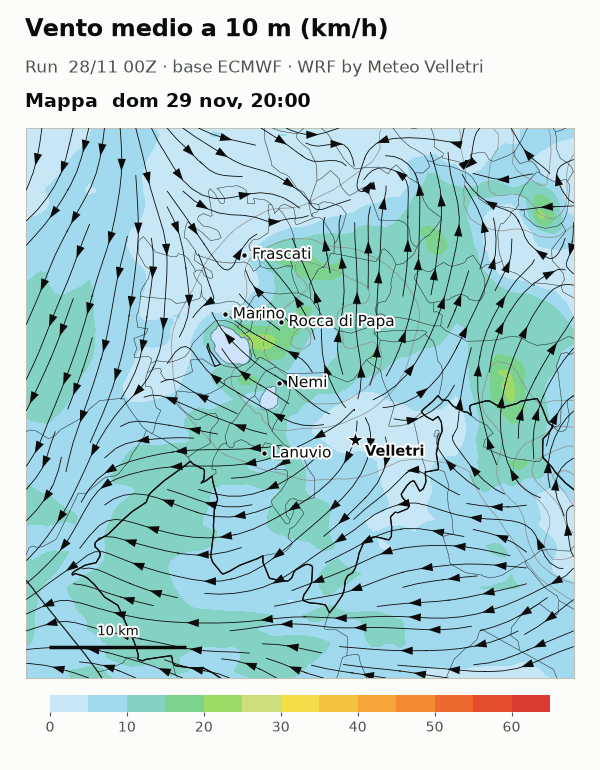 Vento medio a 10 m (km/h)
Run  28/11 00Z · base ECMWF · WRF by Meteo Velletri
Mappa  dom 29 nov, 20:00
Frascati
Marino
Rocca di Papa
Nemi
Velletri
Lanuvio
10 km
0 10 20 30 40 50 60